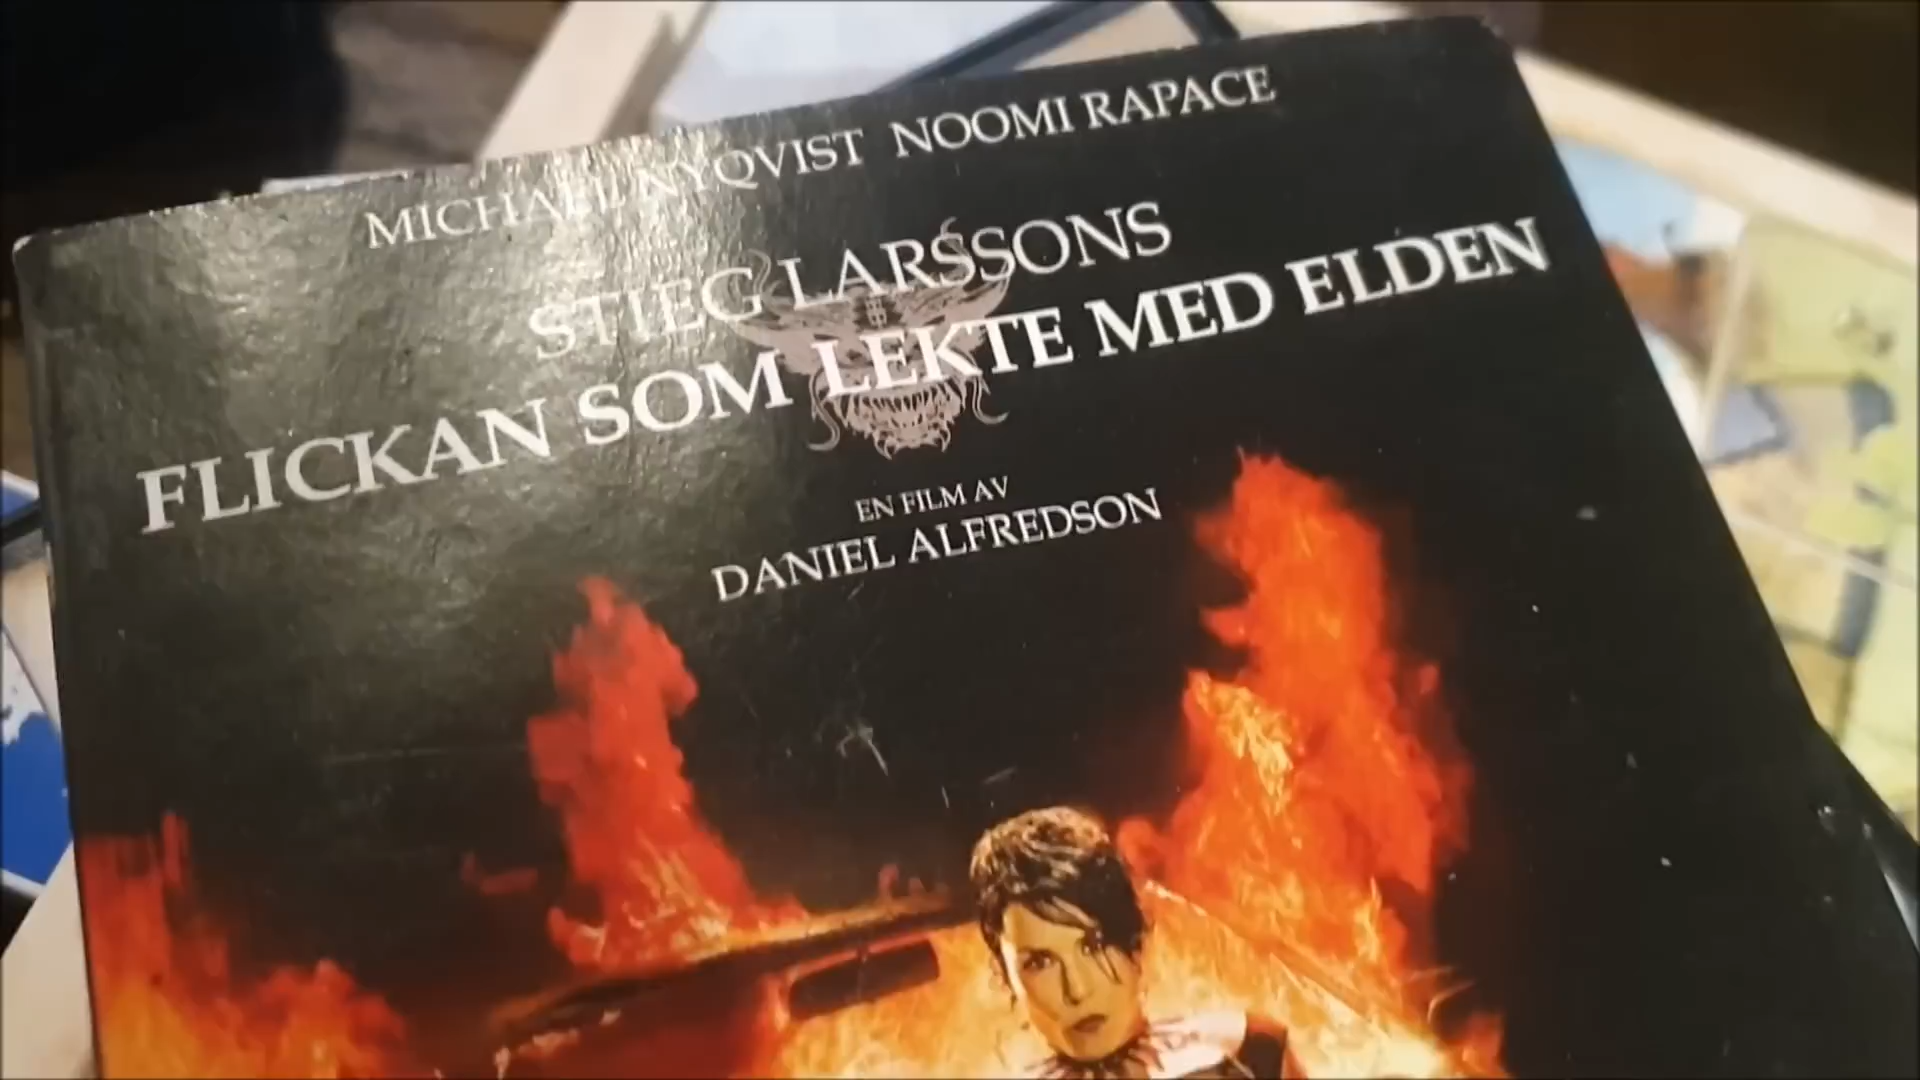 MICHAEL NYQVIST NOOMI RAPACE
STIEG LARSSONS
FLICKAN SOM LEKTE MED ELDEN
EN FILM AV
DANIEL ALFREDSON